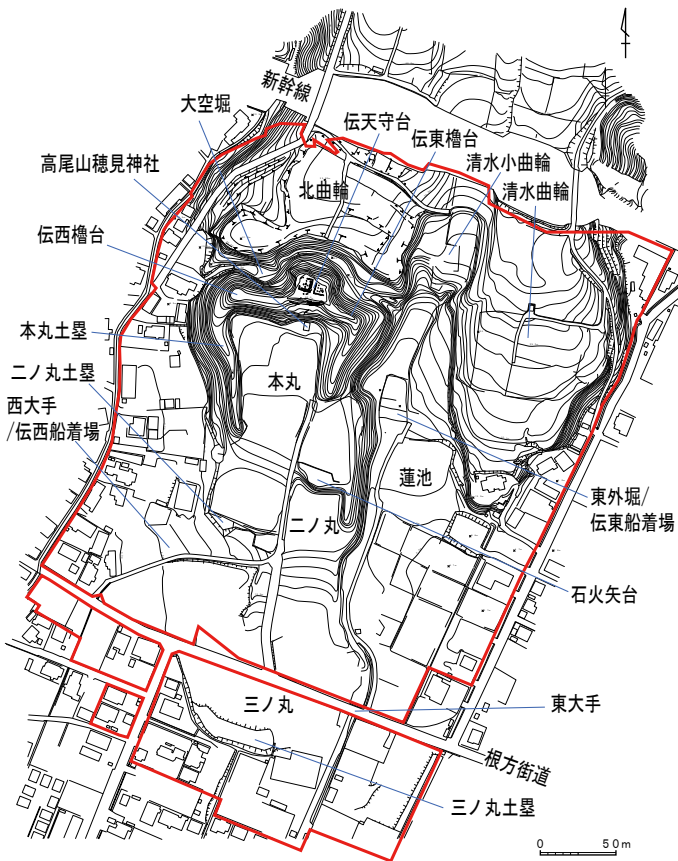 新幹線
大空堀
伝天守台
伝東櫓台
高尾山穂見神社
清水小曲輪
清水曲輪
北曲輪
伝西櫓台
本丸土塁
本丸
二ノ丸土塁
西大手
/伝西船着場
蓮池
東外堀/
伝東船着場
二ノ丸
石火矢台
三ノ丸
東大手
根方街道
三ノ丸土塁
0 50m